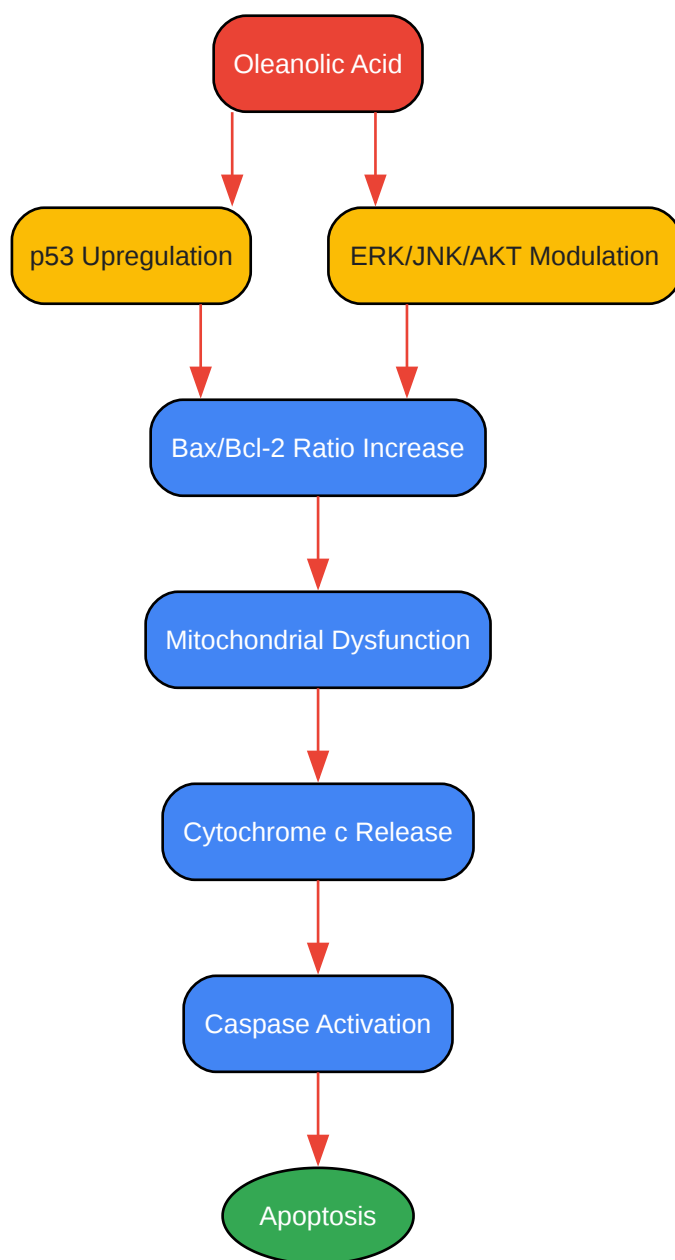 Oleanolic Acid
p53 Upregulation
ERK/JNK/AKT Modulation
Bax/Bcl-2 Ratio Increase
Mitochondrial Dysfunction
Cytochrome c Release
Caspase Activation
Apoptosis